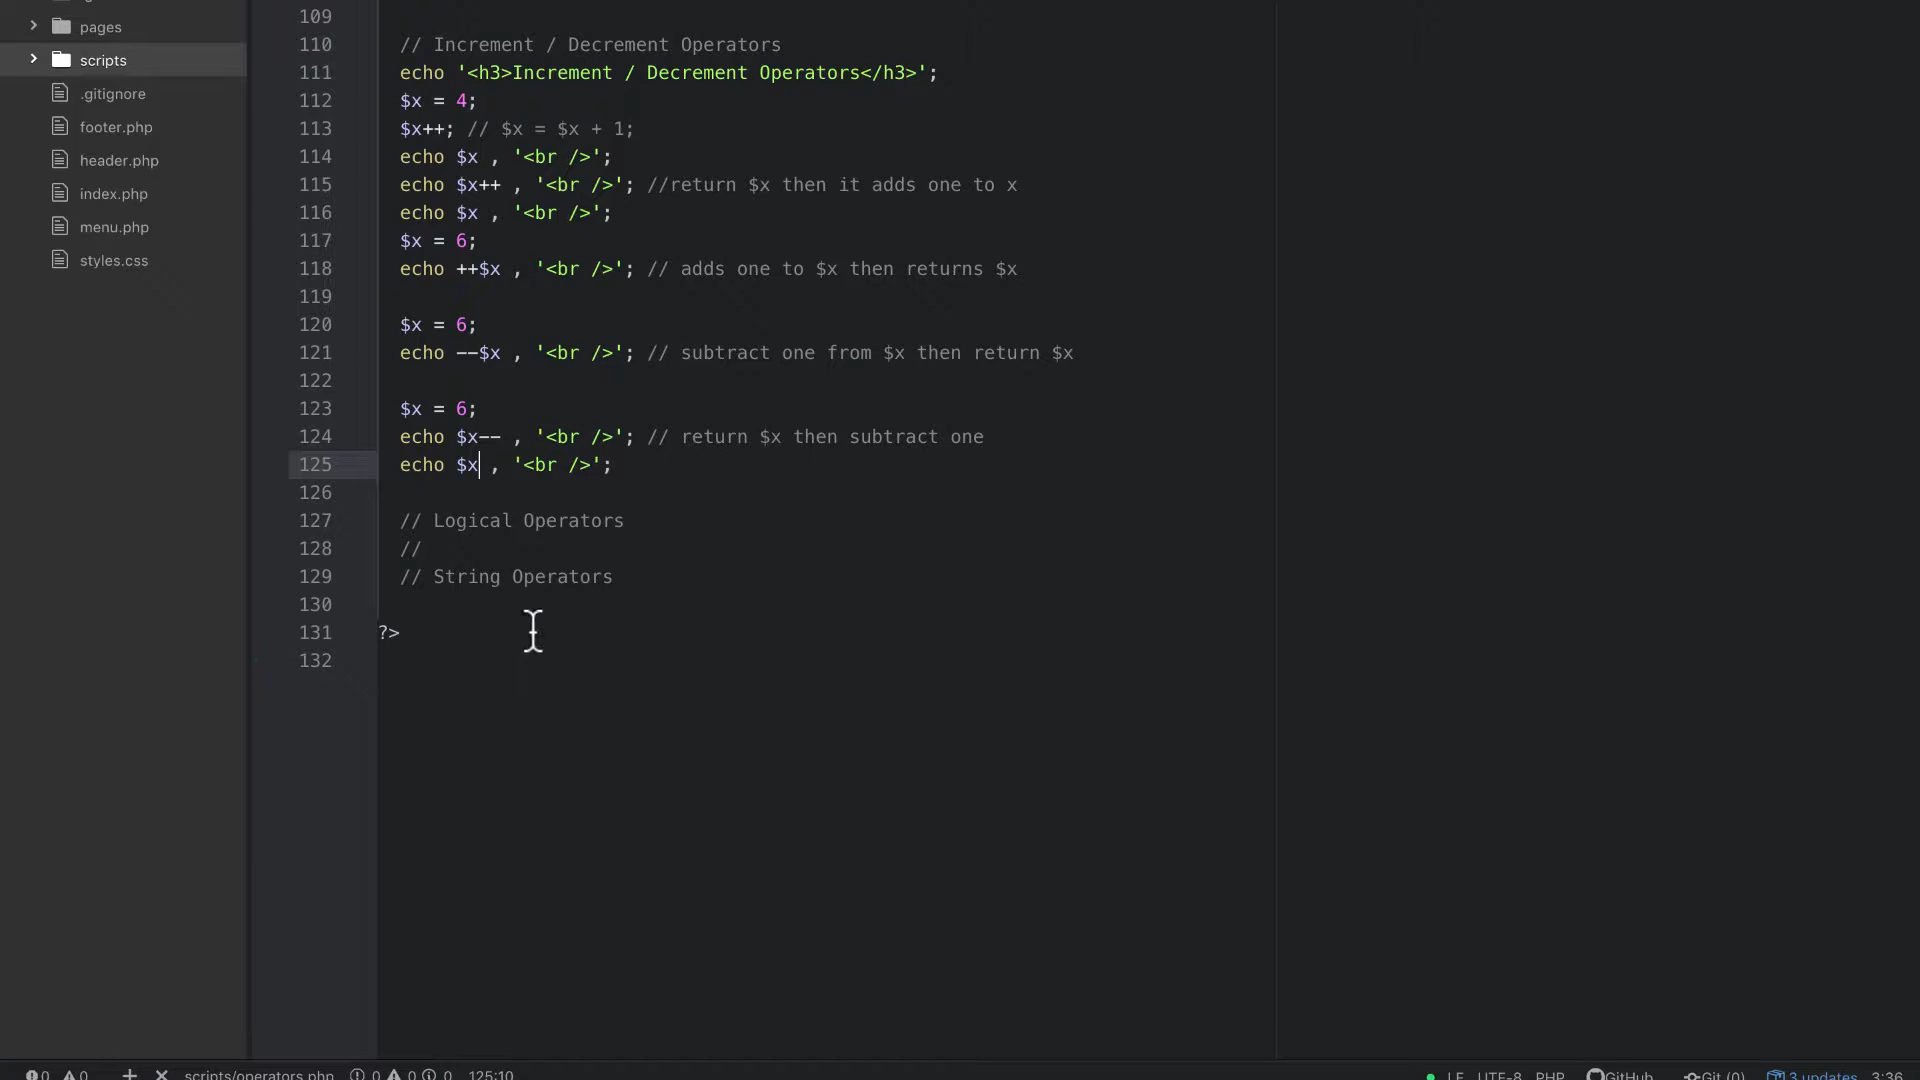 pages
scripts
.gitignore
footer.php
header.php
index.php
menu.php
styles.css
109
110 // Increment / Decrement Operators
111 echo '<h3>Increment / Decrement Operators</h3>';
112 $x = 4;
113 $x++; // $x = $x + 1;
114 echo $x , '<br />';
115 echo $x++ , '<br />'; //return $x then it adds one to x
116 echo $x , '<br />';
117 $x = 6;
118 echo ++$x , '<br />'; // adds one to $x then returns $x
119
120 $x = 6;
121 echo --$x , '<br />'; // subtract one from $x then return $x
122
123 $x = 6;
124 echo $x-- , '<br />'; // return $x then subtract one
125 echo $x , '<br />';
126
127 // Logical Operators
128 //
129 // String Operators
130
131 ?>
132
0 0 + × scripts/operators.php 0 0 0 125:10 LF UTF-8 PHP GitHub Git (0) 3 updates 3:36